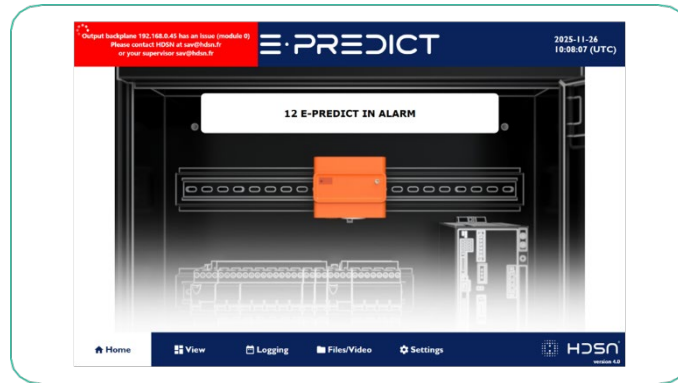 Output backplane 192.168.0.45 has an issue (module 0)
Please contact HDSN at sav@hdsn.fr
or your supervisor sav@hdsn.fr
E·PREDICT
2025-11-26
10:08:07 (UTC)
12 E-PREDICT IN ALARM
Home View Logging Files/Video Settings
HDSN
version 4.0